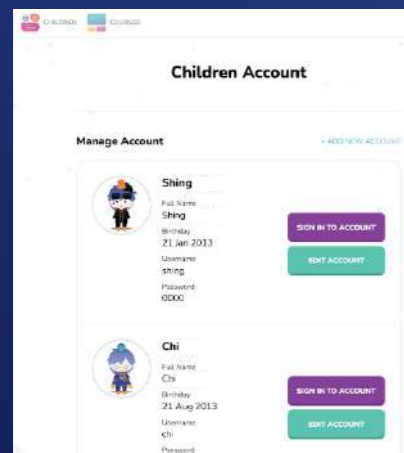 CHILDREN COURSES
Children Account
Manage Account + ADD NEW ACCOUNT
Shing
Full Name
Shing
Birthday
21 Jan 2013
Username
shing
Password
0000
SIGN IN TO ACCOUNT
EDIT ACCOUNT
Chi
Full Name
Chi
Birthday
21 Aug 2013
Username
chi
Password
SIGN IN TO ACCOUNT
EDIT ACCOUNT